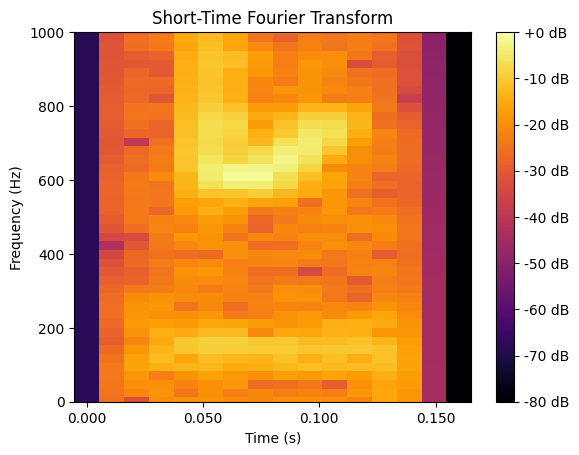 Short-Time Fourier Transform
1000
800
600
400
200
0
Frequency (Hz)
0.000
0.050
0.100
0.150
Time (s)
+0 dB
-10 dB
-20 dB
-30 dB
-40 dB
-50 dB
-60 dB
-70 dB
-80 dB